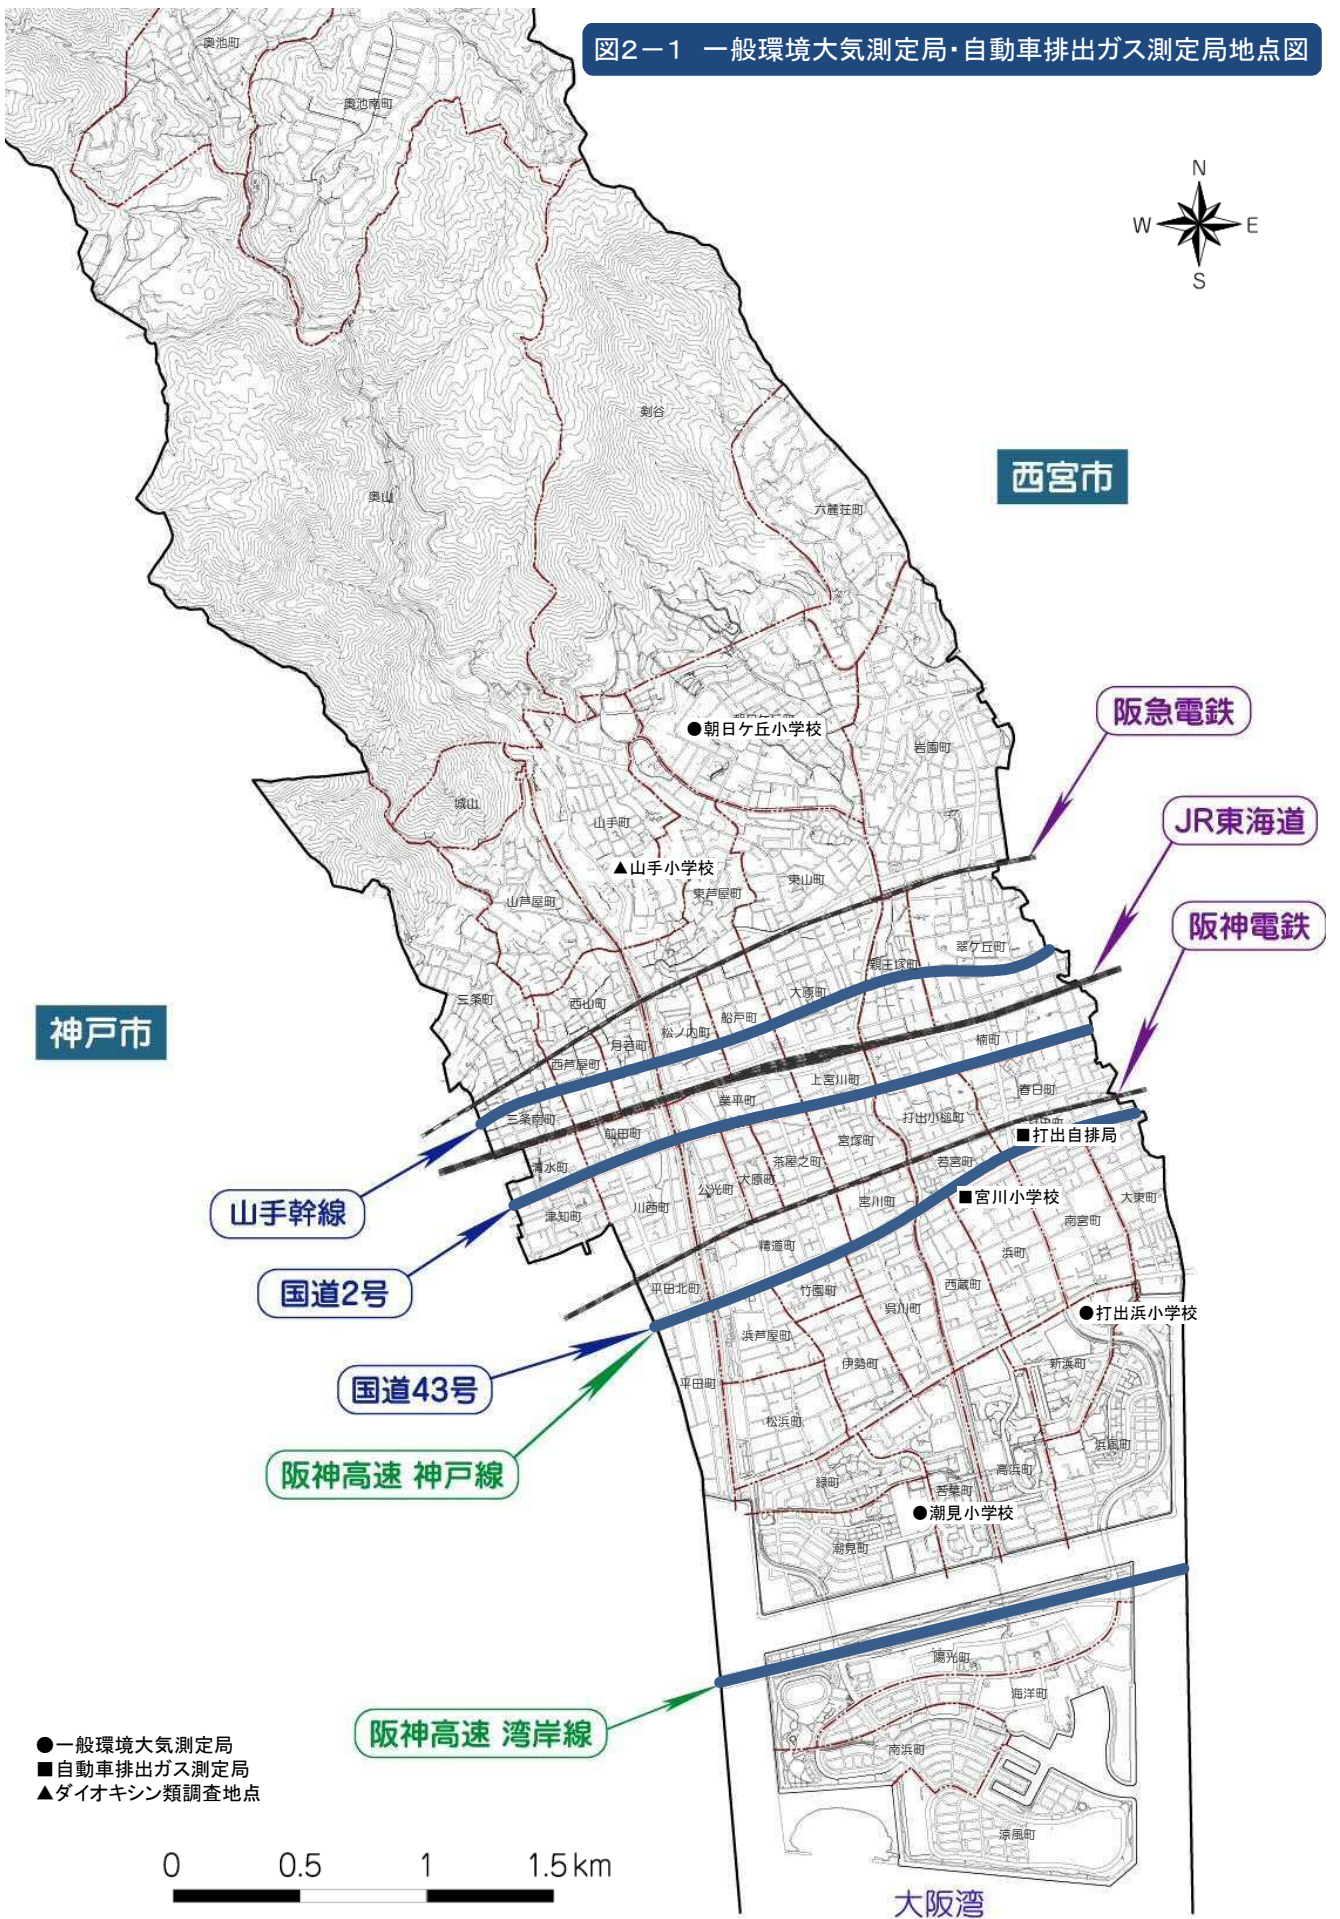 図2－1 一般環境大気測定局・自動車排出ガス測定局地点図
奥池町
奥池南町
N
W
E
S
剣谷
西宮市
奥山
六麓荘町
阪急電鉄
●朝日ケ丘小学校
岩園町
城山
JR東海道
山手町
▲山手小学校
東山町
東芦屋町
山芦屋町
阪神電鉄
翠ケ丘町
親王塚町
三条町
西山町
大原町
船戸町
松ノ内町
神戸市
月若町
楠町
西芦屋町
上宮川町
春日町
業平町
三条南町
打出小槌町
前田町
宮塚町
■打出自排局
清水町
茶屋之町
若宮町
大原町
公光町
■宮川小学校
大東町
山手幹線
川西町
宮川町
津知町
南宮町
精道町
浜町
国道2号
平田北町
竹園町
西蔵町
呉川町
●打出浜小学校
浜芦屋町
伊勢町
新浜町
国道43号
平田町
松浜町
浜風町
阪神高速 神戸線
緑町
高浜町
若葉町
●潮見小学校
潮見町
陽光町
海洋町
阪神高速 湾岸線
南浜町
●一般環境大気測定局
■自動車排出ガス測定局
▲ダイオキシン類調査地点
涼風町
0 0.5 1 1.5km
大阪湾